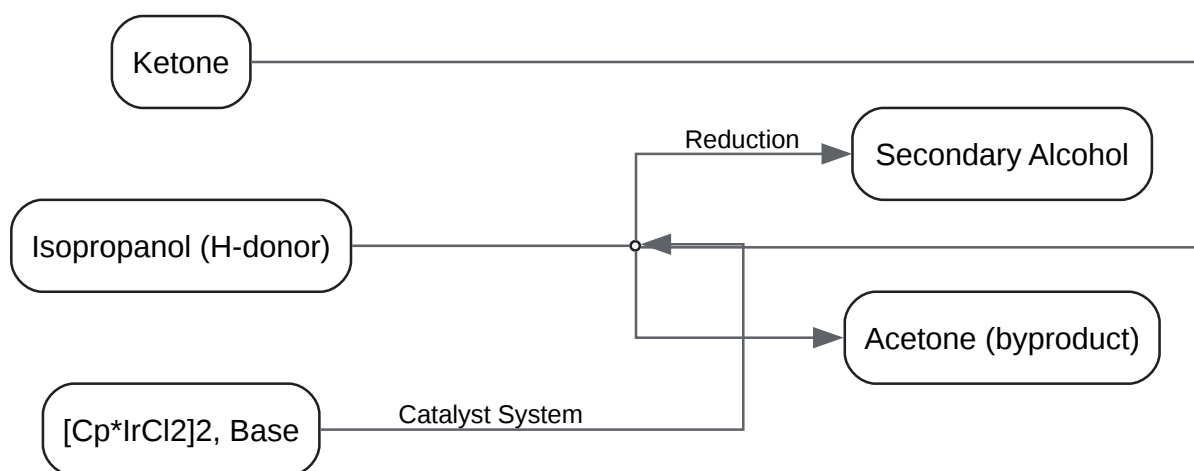 Ketone
Reduction
Secondary Alcohol
Isopropanol (H-donor)
Acetone (byproduct)
Catalyst System
[Cp*IrCl2]2, Base